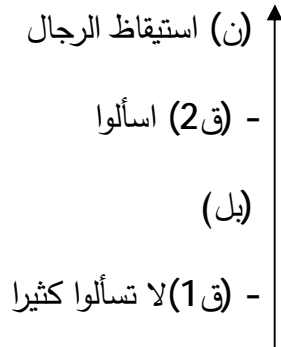 (ن) استيقاظ الرجال
- (ق2) اسألوا
(بل)
- (ق1)لا تسألوا كثيرا